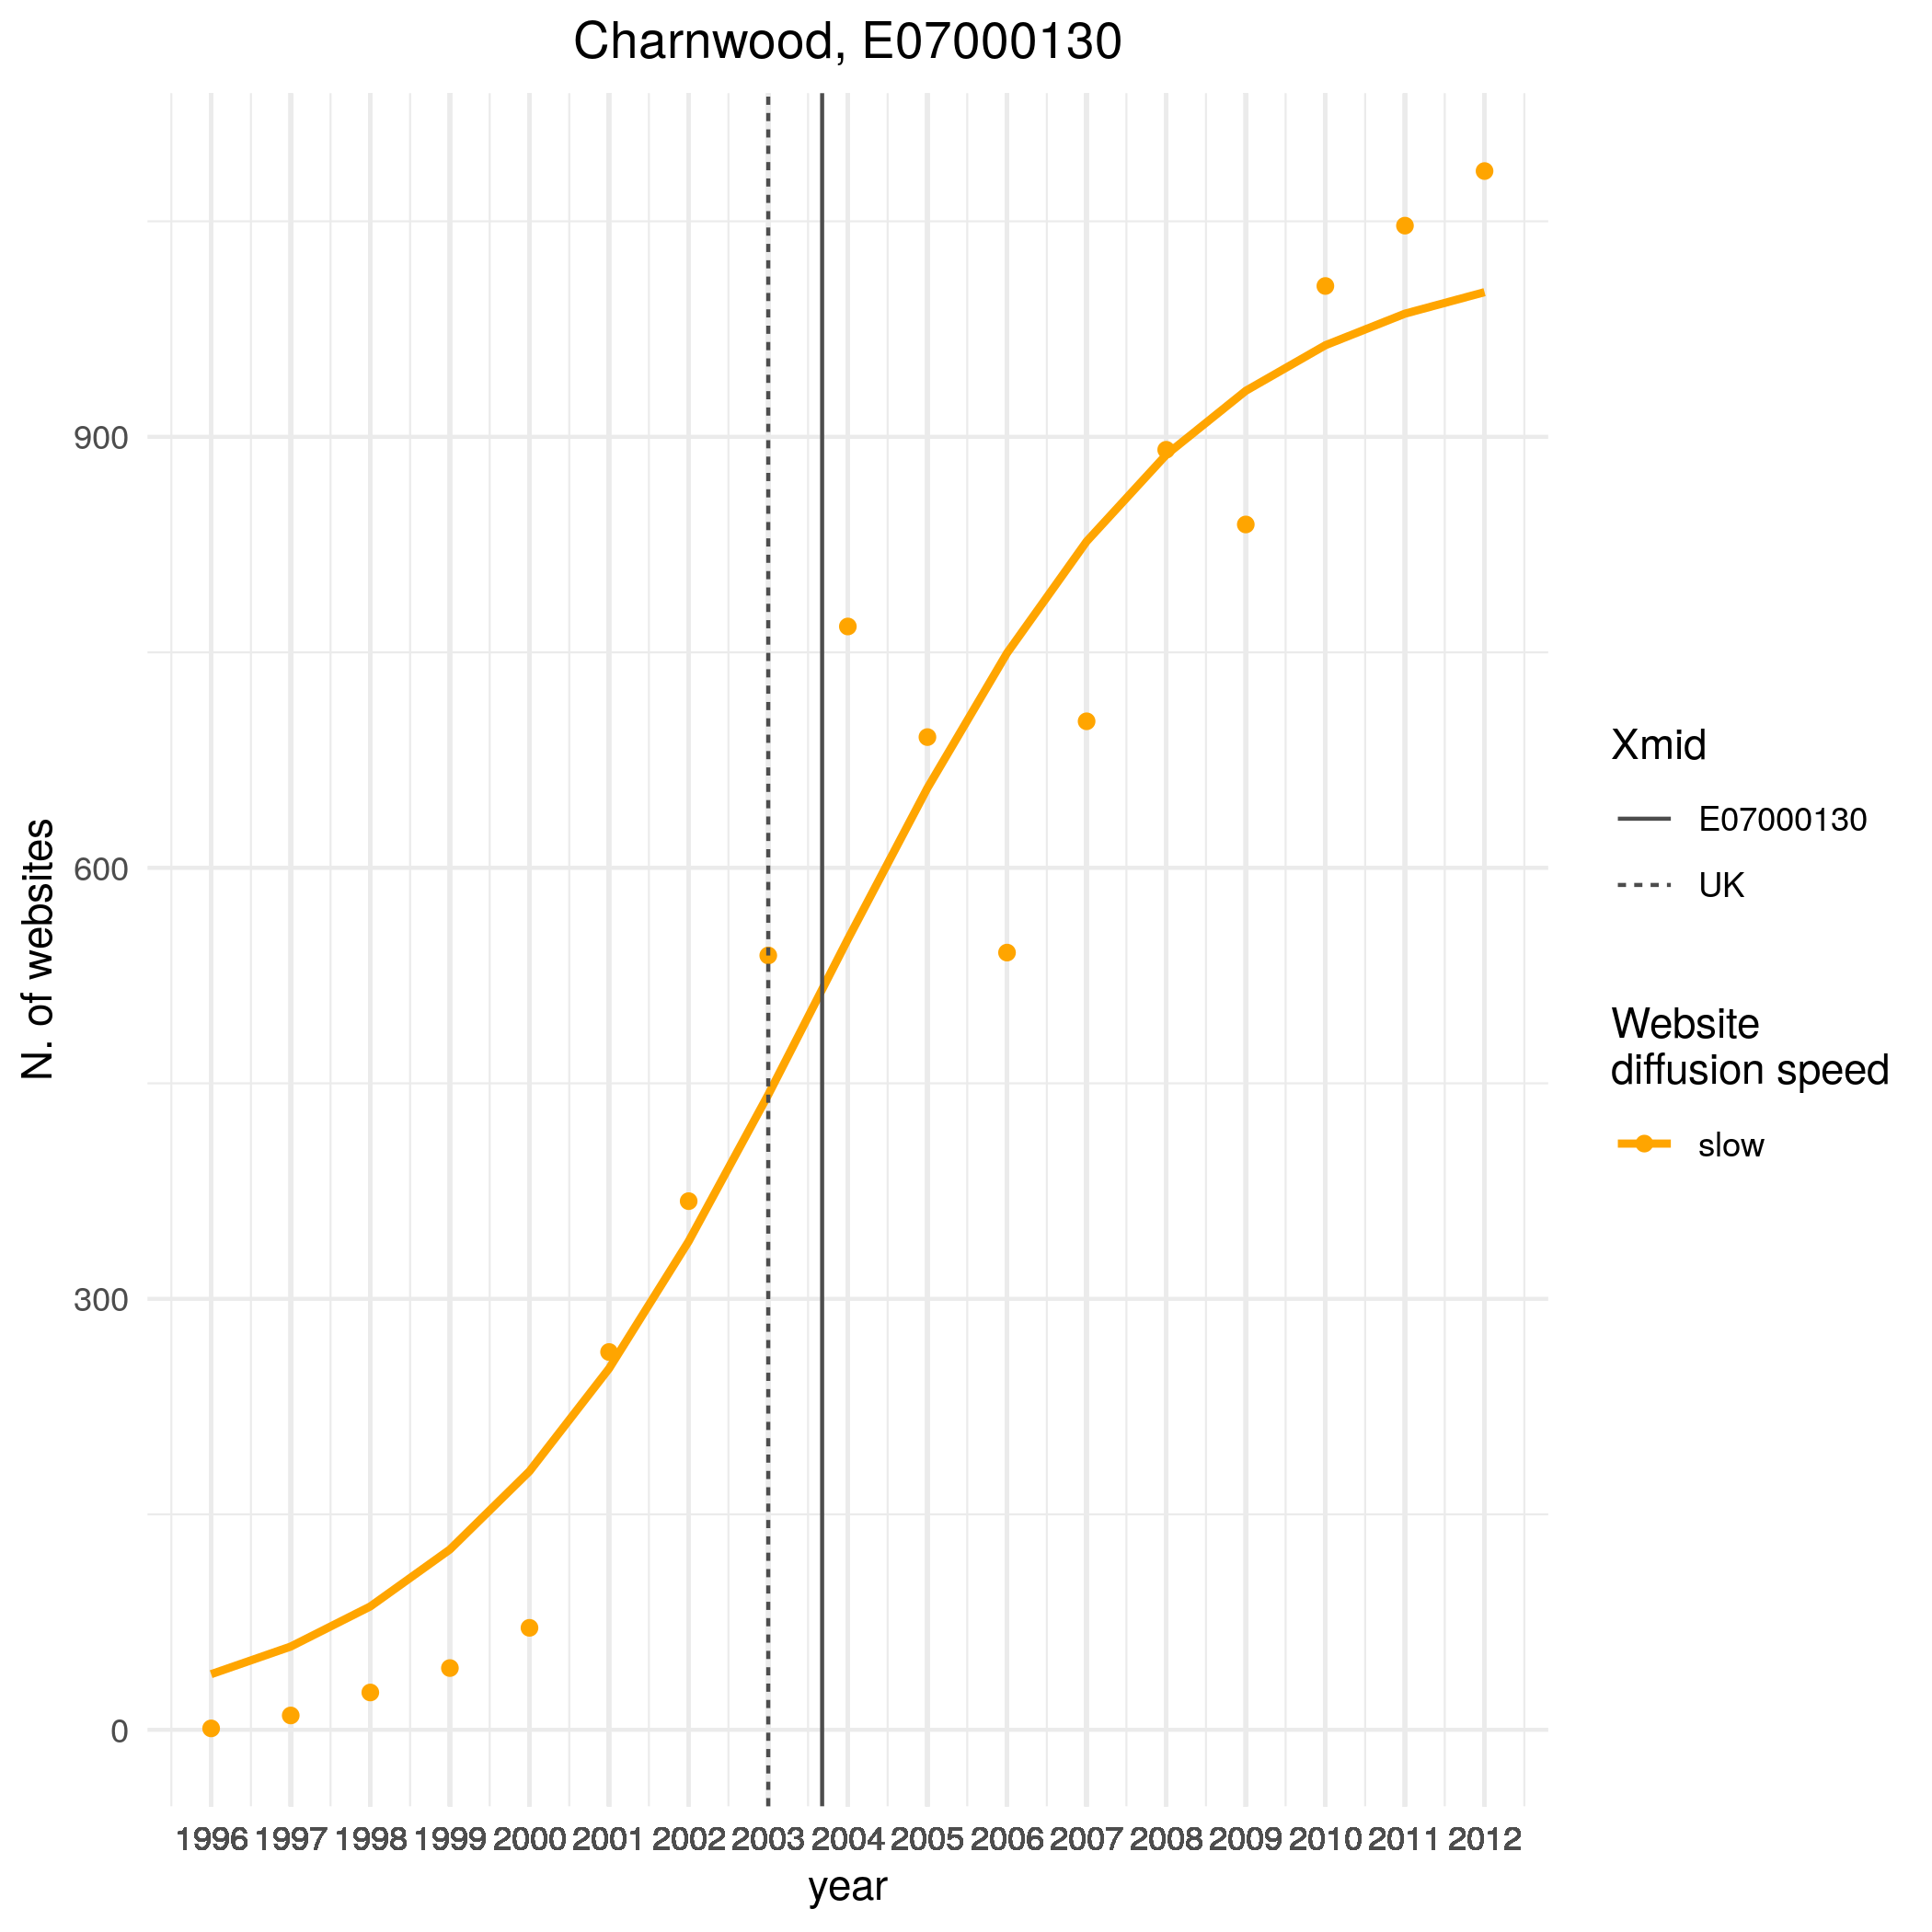 Charnwood, E07000130
N. of websites
900
600
300
0
1996 1997 1998 1999 2000 2001 2002 2003 2004 2005 2006 2007 2008 2009 2010 2011 2012
year
Xmid
E07000130
UK
Website
diffusion speed
slow